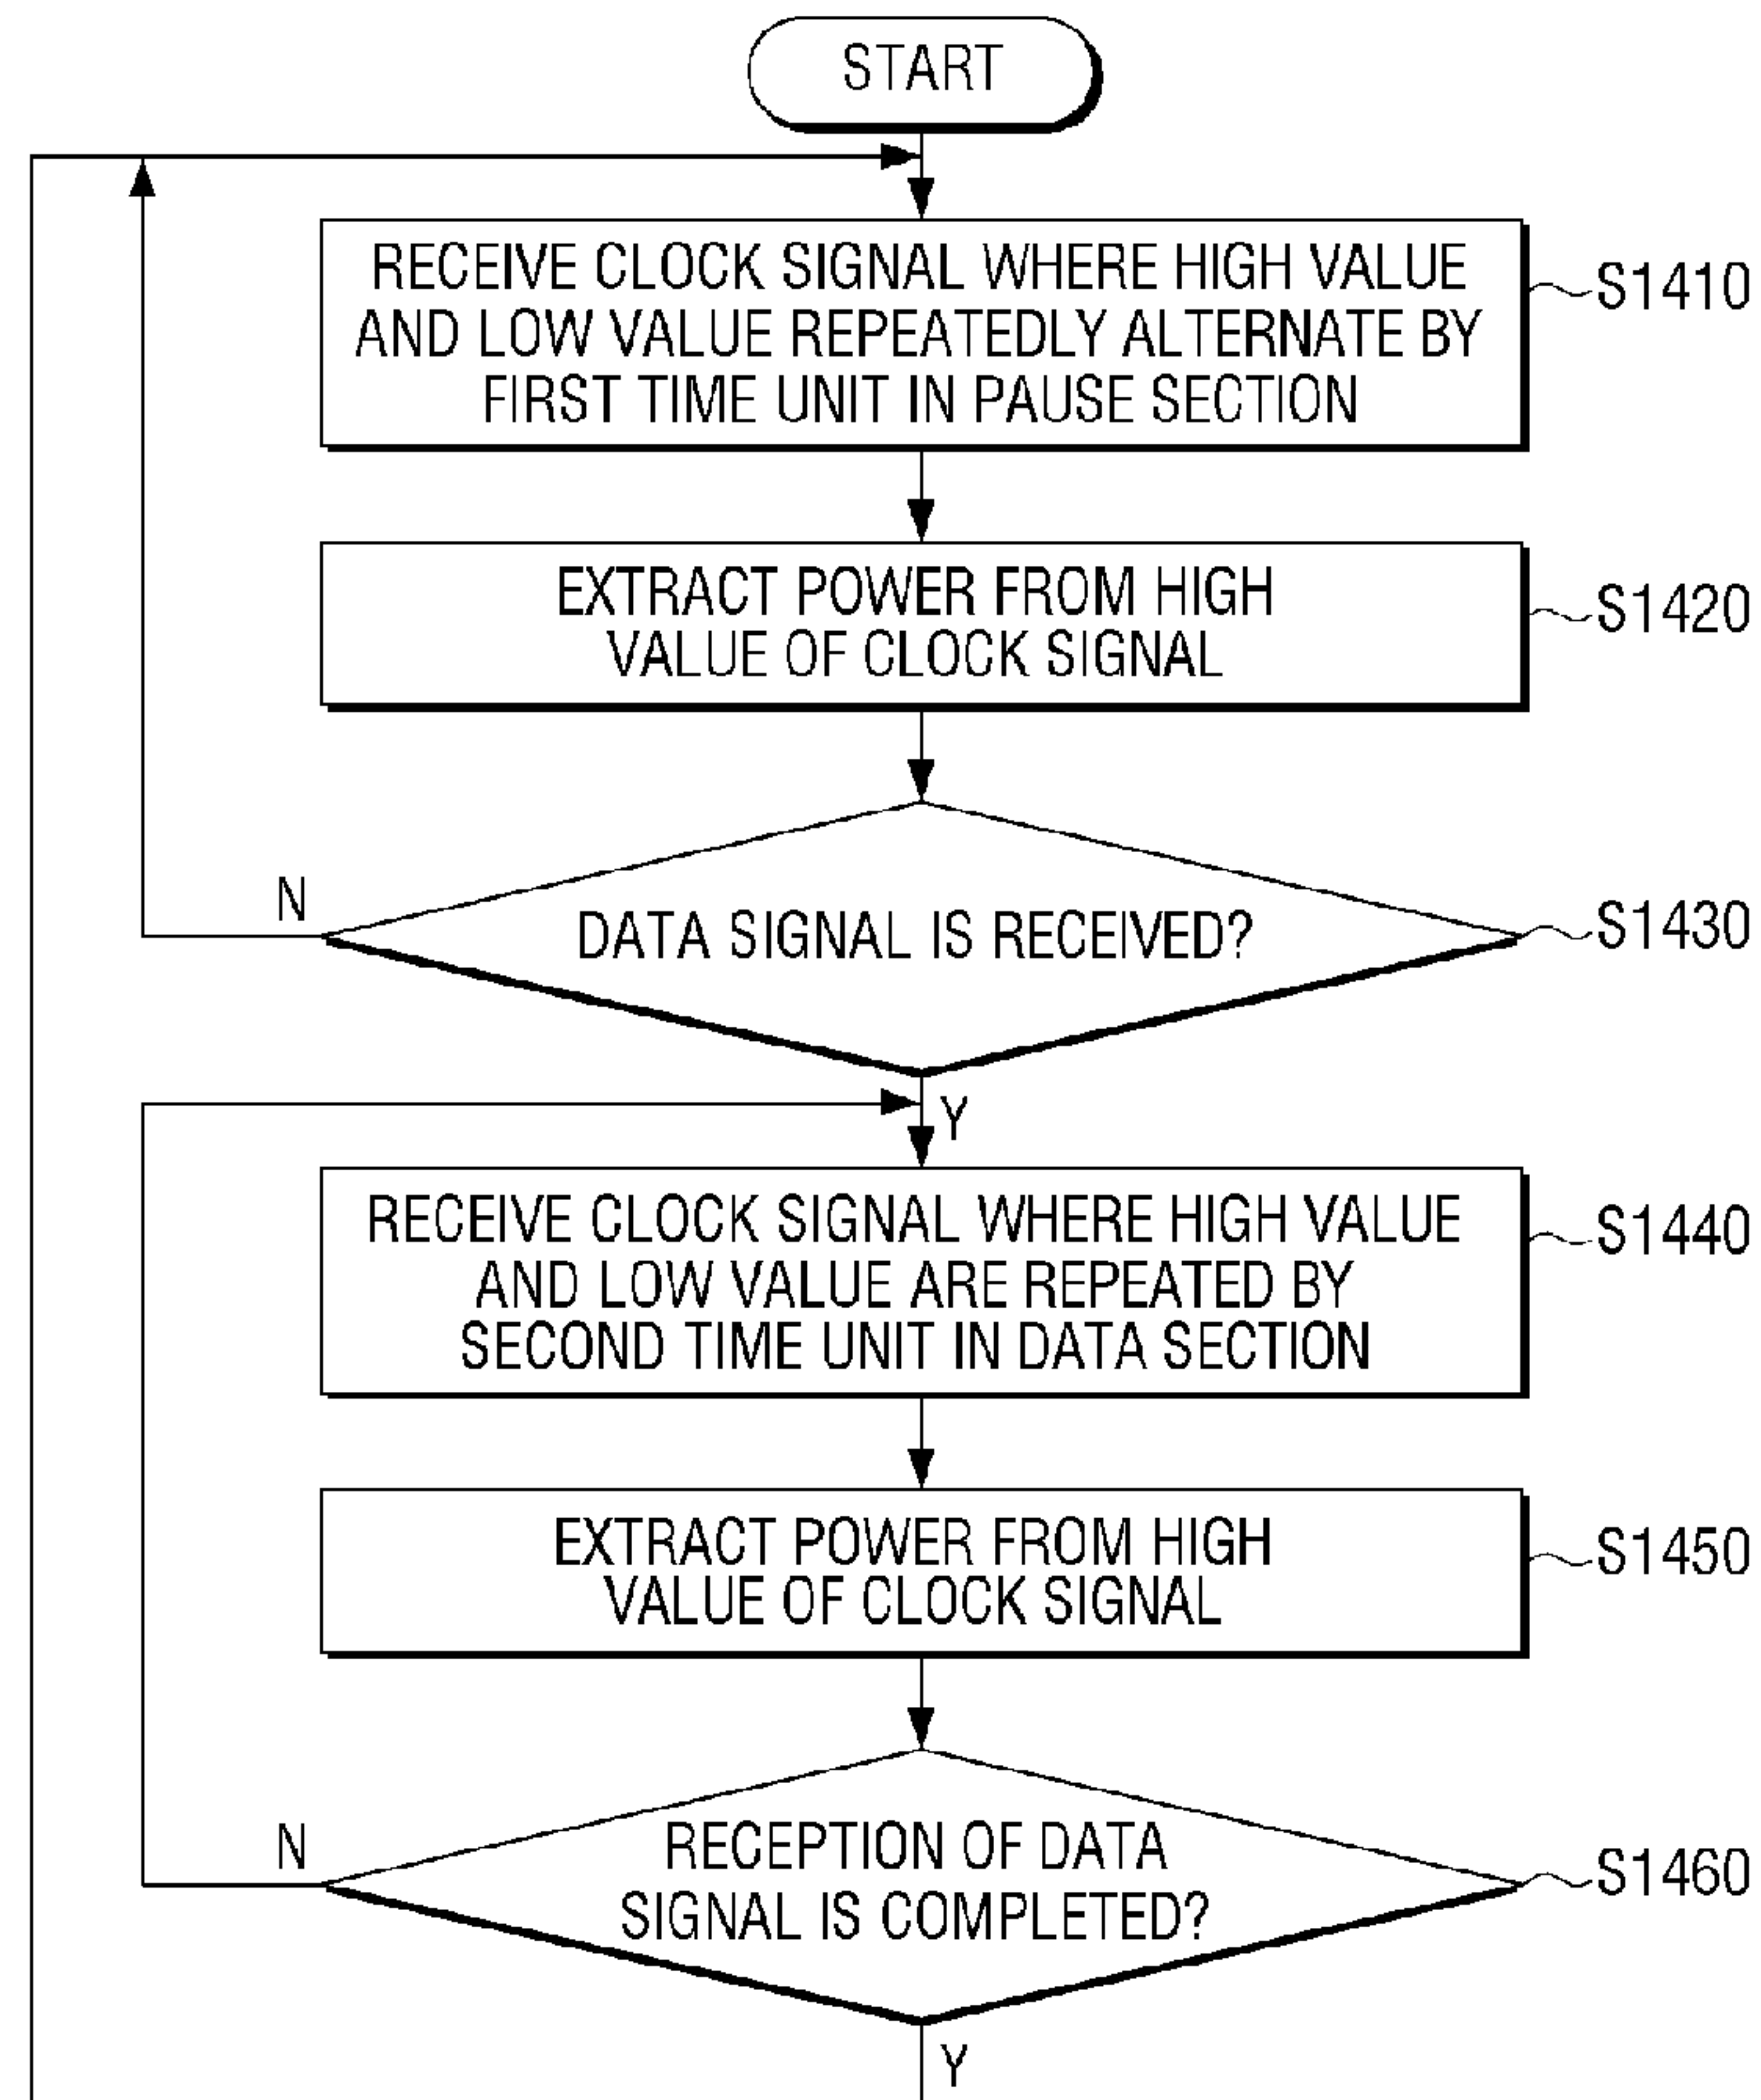 START
RECEIVE CLOCK SIGNAL WHERE HIGH VALUE
AND LOW VALUE REPEATEDLY ALTERNATE BY
FIRST TIME UNIT IN PAUSE SECTION
S1410
EXTRACT POWER FROM HIGH
VALUE OF CLOCK SIGNAL
S1420
N
DATA SIGNAL IS RECEIVED?
S1430
Y
RECEIVE CLOCK SIGNAL WHERE HIGH VALUE
AND LOW VALUE ARE REPEATED BY
SECOND TIME UNIT IN DATA SECTION
S1440
EXTRACT POWER FROM HIGH
VALUE OF CLOCK SIGNAL
S1450
N
RECEPTION OF DATA
SIGNAL IS COMPLETED?
S1460
Y